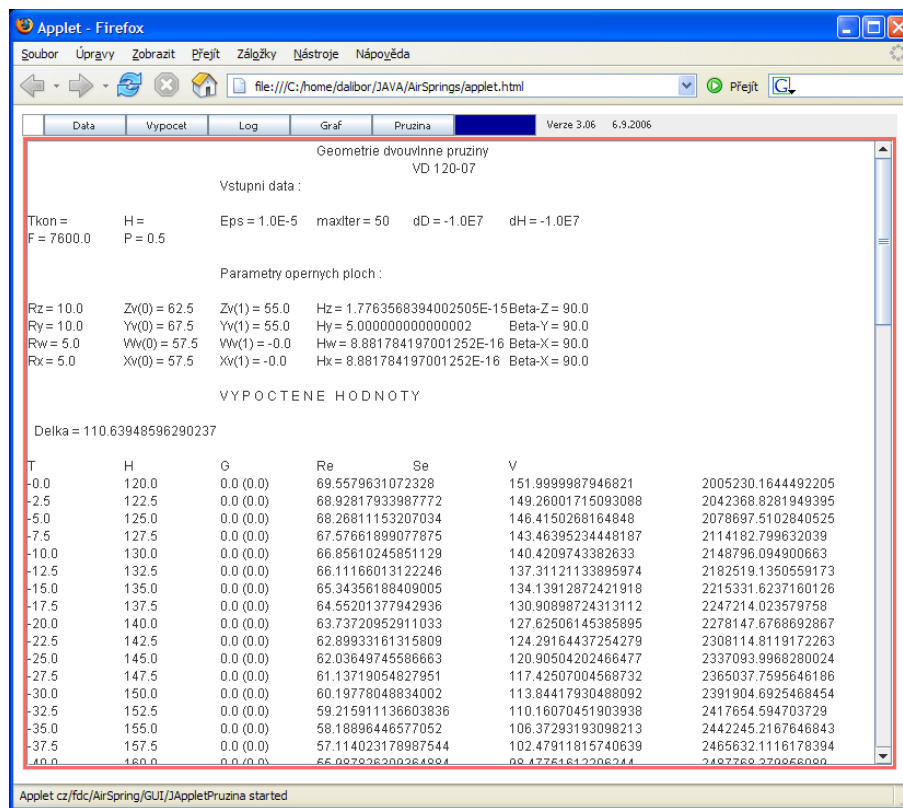 Applet - Firefox
Soubor Úpravy Zobrazit Přejít Záložky Nástroje Nápověda
file:///C:/home/dalibor/JAVA/AirSprings/applet.html Přejít G
Data Vypocet Log Graf Pruzina Verze 3.06 6.9.2006
Geometrie dvouvlnne pruziny
VD 120-07
Vstupni data :
Tkon = H = Eps = 1.0E-5 maxIter = 50 dD = -1.0E7 dH = -1.0E7
F = 7600.0 P = 0.5
Parametry opernych ploch :
Rz = 10.0 Zv(0) = 62.5 Zv(1) = 55.0 Hz = 1.7763568394002505E-15 Beta-Z = 90.0
Ry = 10.0 Yv(0) = 67.5 Yv(1) = 55.0 Hy = 5.000000000000002 Beta-Y = 90.0
Rw = 5.0 Wv(0) = 57.5 Wv(1) = -0.0 Hw = 8.881784197001252E-16 Beta-X = 90.0
Rx = 5.0 Xv(0) = 57.5 Xv(1) = -0.0 Hx = 8.881784197001252E-16 Beta-X = 90.0
V Y P O C T E N E H O D N O T Y
Delka = 110.63948596290237
T H G Re Se V
-0.0 120.0 0.0 (0.0) 69.5579631072328 151.9999987946821 2005230.1644492205
-2.5 122.5 0.0 (0.0) 68.92817933987772 149.26001715093088 2042368.8281949395
-5.0 125.0 0.0 (0.0) 68.26811153207034 146.4150268164848 2078697.5102840525
-7.5 127.5 0.0 (0.0) 67.57661899077875 143.46395234448187 2114182.799632039
-10.0 130.0 0.0 (0.0) 66.85610245851129 140.4209743382633 2148796.094900663
-12.5 132.5 0.0 (0.0) 66.11166013122246 137.31121133895974 2182519.1350559173
-15.0 135.0 0.0 (0.0) 65.34356188409005 134.13912872421918 2215331.6237160126
-17.5 137.5 0.0 (0.0) 64.55201377942936 130.90898724313112 2247214.023579758
-20.0 140.0 0.0 (0.0) 63.73720952911033 127.62506145385895 2278147.6768692867
-22.5 142.5 0.0 (0.0) 62.89933161315809 124.29164437254279 2308114.8119172263
-25.0 145.0 0.0 (0.0) 62.03649745586663 120.90504202466477 2337093.9968280024
-27.5 147.5 0.0 (0.0) 61.13719054827951 117.42507004568732 2365037.7595646186
-30.0 150.0 0.0 (0.0) 60.19778048834002 113.84417930488092 2391904.6925468454
-32.5 152.5 0.0 (0.0) 59.215911136603836 110.16070451903938 2417654.594703729
-35.0 155.0 0.0 (0.0) 58.18896446577052 106.37293193098213 2442245.2167646843
-37.5 157.5 0.0 (0.0) 57.114023178987544 102.479118157406​39 2465632.1116178394
-40.0 160.0 0.0 (0.0) 55.987826309364884 98.47751612206244 2487768.379856089
Applet cz/fdc/AirSpring/GUI/JAppletPruzina started